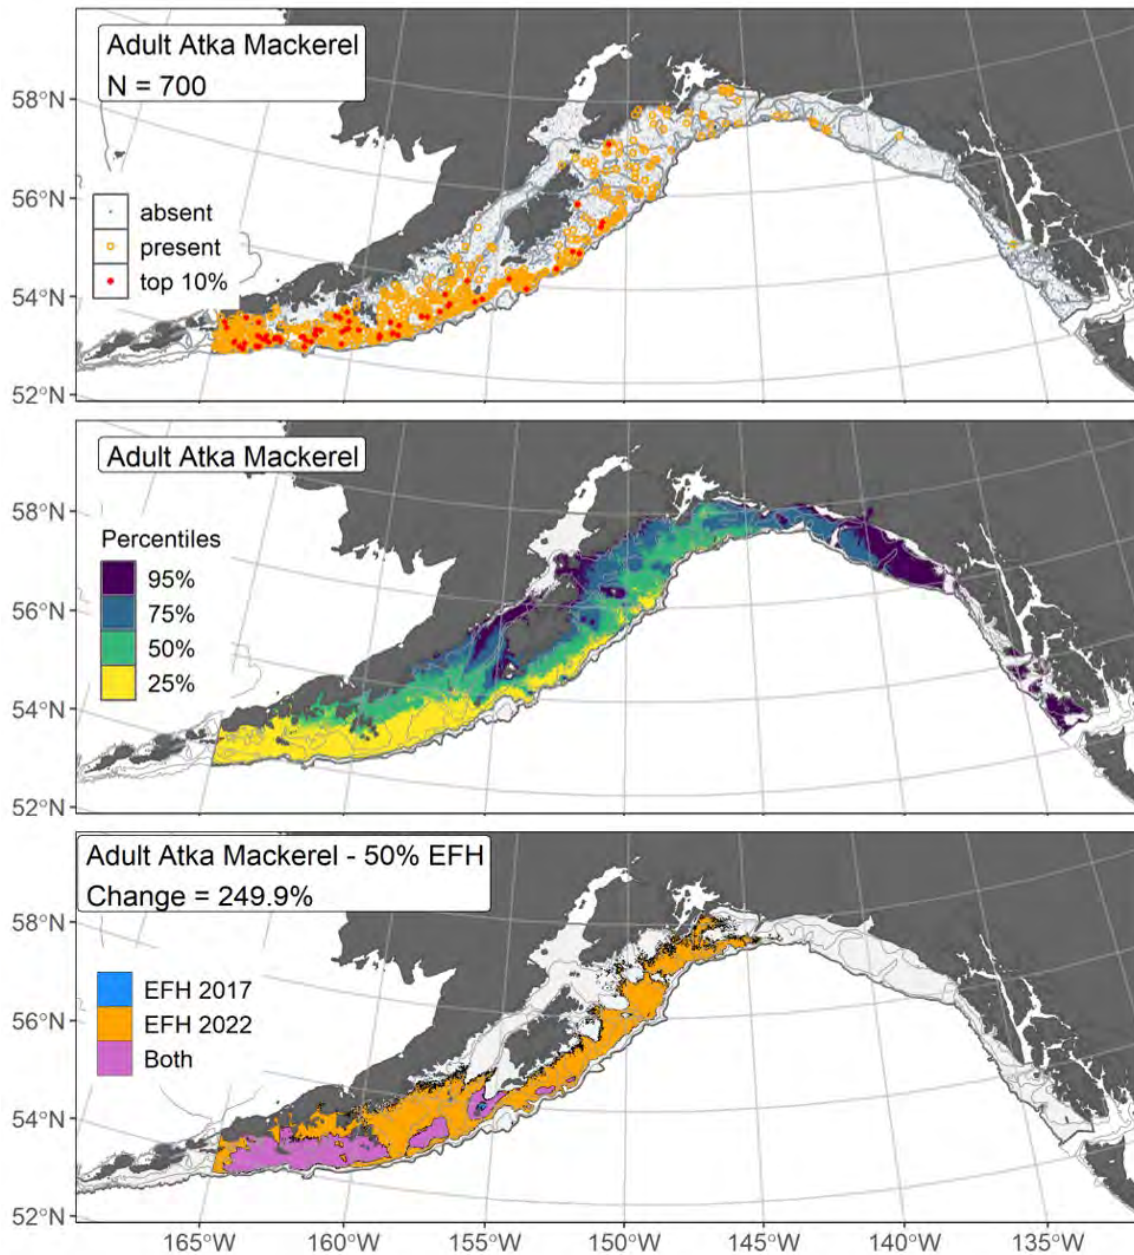 Adult Atka Mackerel
N = 700
58°N
56°N
absent
present
54°N
top 10%
52°N
Adult Atka Mackerel
58°N
Percentiles
95%
56°N
75%
50%
25%
54°N
52°N
Adult Atka Mackerel - 50% EFH
Change = 249.9%
58°N
EFH 2017
EFH 2022
56°N
Both
54°N
52°N
165°W 160°W 155°W 150°W 145°W 140°W 135°W